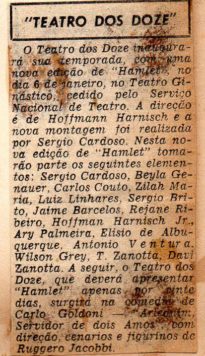 "TEATRO DOS DOZE"
O Teatro dos Doze inaugura-
rá sua temporada, com uma
nova edição de "Hamlet", no
dia 6 de janeiro, no Teatro Gi-
nástico, cedido pelo Serviço
Nacional de Teatro. A direção
de Hoffmann Harnisch e a
nova montagem foi realizada
por Sergio Cardoso. Nesta no-
va edição de "Hamlet" toma-
rão parte os seguintes elemen-
tos: Sergio Cardoso, Beyla Ge-
nauer, Carlos Couto, Zilah Ma-
ria, Luiz Linhares, Sergio Bri-
to, Jaime Barcelos, Rejane Ri-
beiro, Hoffman Harnisch Jr.,
Ary Palmeira, Elisio de Albu-
querque, Antonio Ventura,
Wilson Grey, T. Zanotta, Davi
Zanotta. A seguir, o Teatro dos
Doze, que deverá apresentar
"Hamlet" apenas por
dias, surgirá na comédia de
Carlo Goldoni — Arlequim,
Servidor de dois Amos com
direção, cenarios e figurinos de
Ruggero Jacobbi.